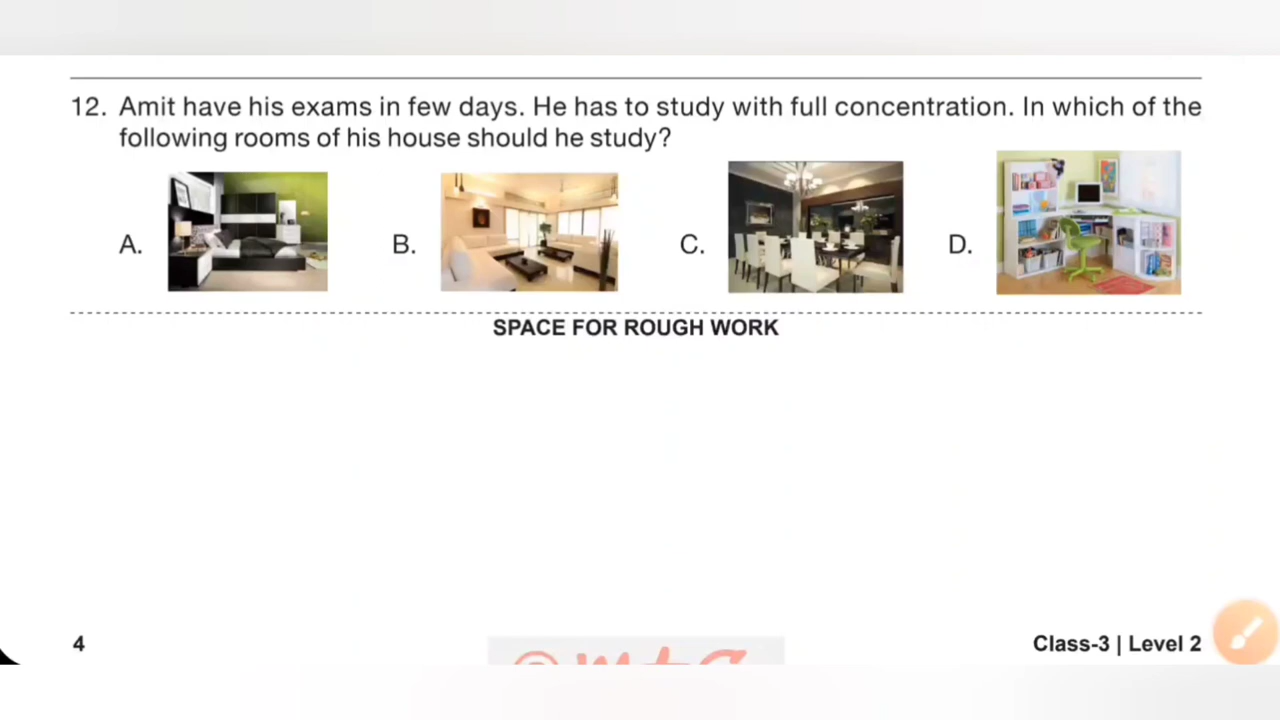 12. Amit have his exams in few days. He has to study with full concentration. In which of the
following rooms of his house should he study?
A.
B.
C.
D.
SPACE FOR ROUGH WORK
4
Class-3 | Level 2